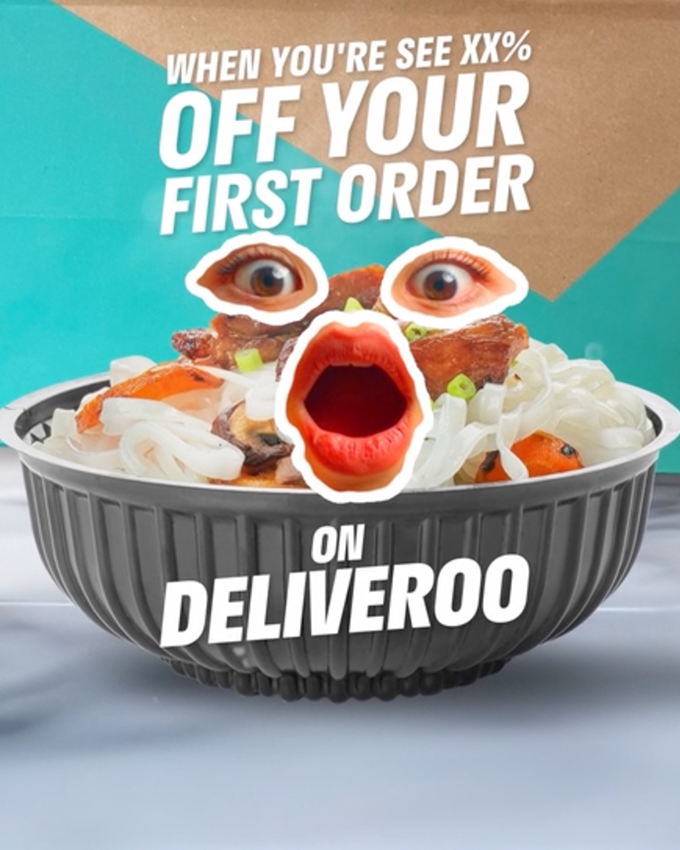 WHEN YOU'RE SEE XX%
OFF YOUR
FIRST ORDER
ON
DELIVEROO